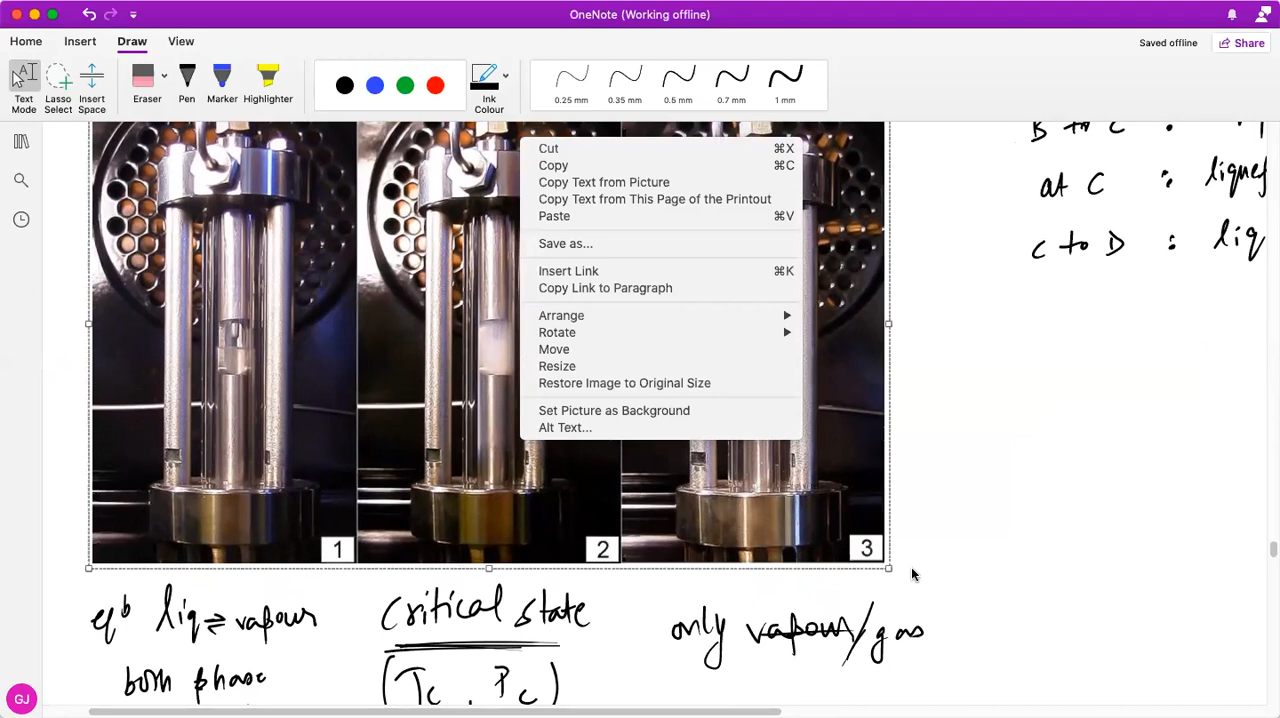 OneNote (Working offline)
Home Insert Draw View
Saved offline
Share
Text Mode
Lasso Select
Insert Space
Eraser
Pen
Marker
Highlighter
Ink Colour
0.25 mm 0.35 mm 0.5 mm 0.7 mm 1 mm
B to C :
at C : liquef
C to D : liq
Cut ⌘X
Copy ⌘C
Copy Text from Picture
Copy Text from This Page of the Printout
Paste ⌘V
Save as...
Insert Link ⌘K
Copy Link to Paragraph
Arrange
Rotate
Move
Resize
Restore Image to Original Size
Set Picture as Background
Alt Text...
1 2 3
eqb liq ⇌ vapour
both phase
critical state
(Tc, Pc)
only vapour/gas
GJ